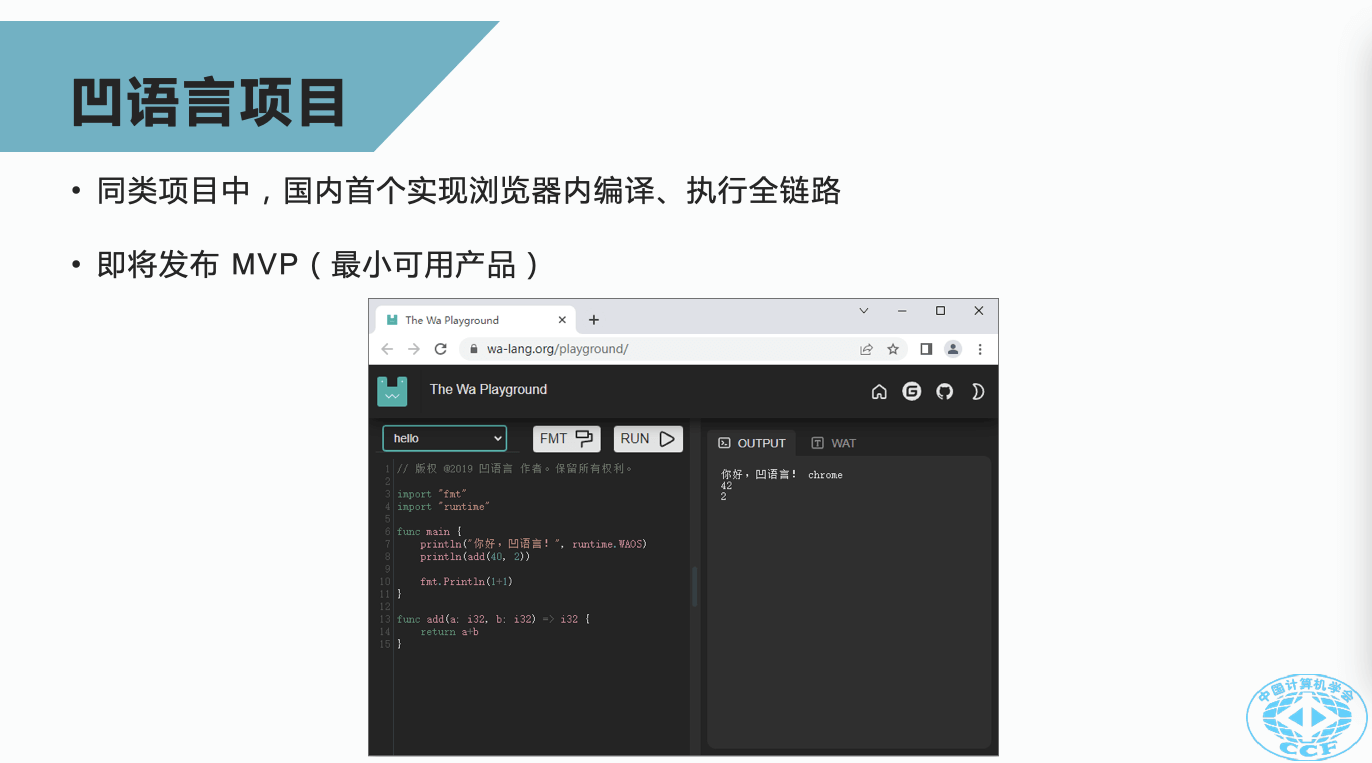 凹语言项目
• 同类项目中，国内首个实现浏览器内编译、执行全链路
• 即将发布 MVP（最小可用产品）
The Wa Playground
wa-lang.org/playground/
The Wa Playground
hello
FMT
RUN
OUTPUT
WAT
1 // 版权 @2019 凹语言 作者。保留所有权利。
2
3 import "fmt"
4 import "runtime"
5
6 func main {
7 println("你好，凹语言！", runtime.WAOS)
8 println(add(40, 2))
9
10 fmt.Println(1+1)
11 }
12
13 func add(a: i32, b: i32) => i32 {
14 return a+b
15 }
你好，凹语言！ chrome
42
2
中国计算机学会
CCF